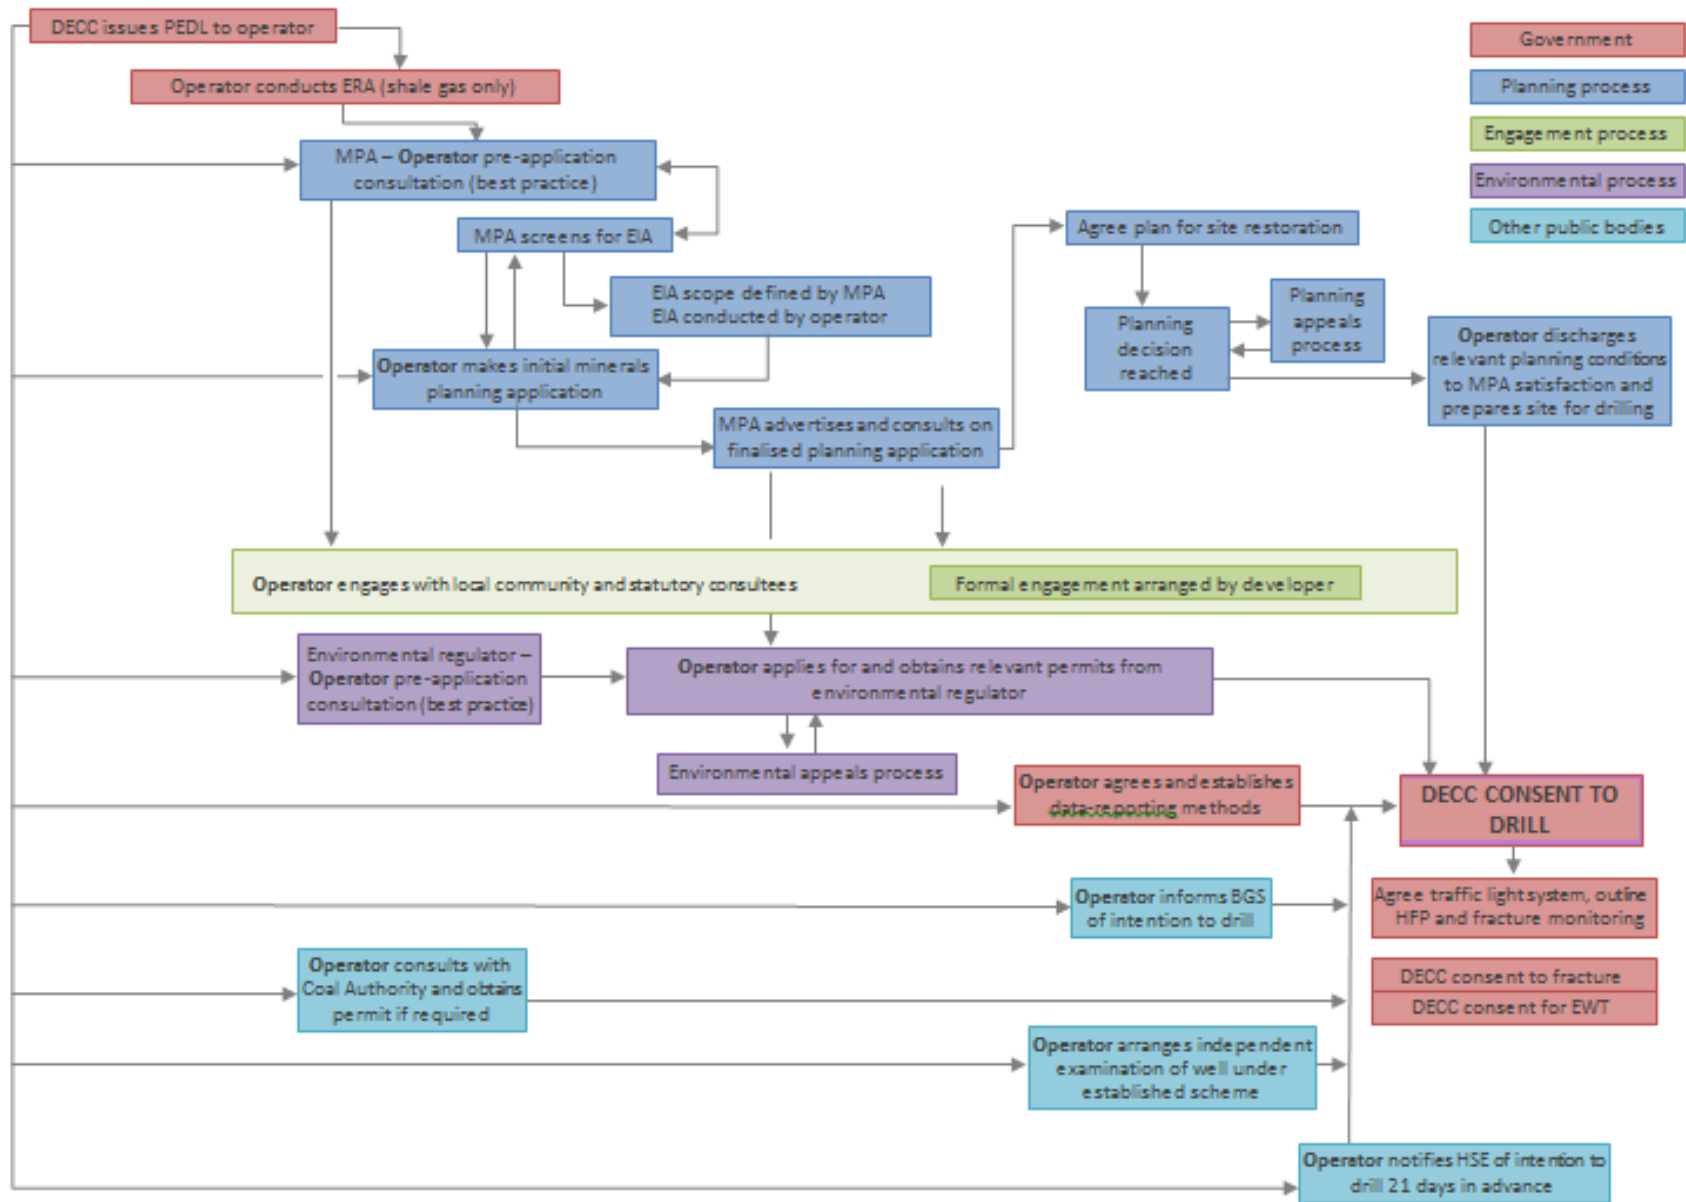 DECC issues PEDL to operator
Operator conducts ERA (shale gas only)
MPA – Operator pre-application
consultation (best practice)
MPA screens for EIA
EIA scope defined by MPA
EIA conducted by operator
Operator makes initial minerals
planning application
MPA advertises and consults on
finalised planning application
Agree plan for site restoration
Planning
decision
reached
Planning
appeals
process
Operator discharges
relevant planning conditions
to MPA satisfaction and
prepares site for drilling
Government
Planning process
Engagement process
Environmental process
Other public bodies
Operator engages with local community and statutory consultees
Formal engagement arranged by developer
Environmental regulator –
Operator pre-application
consultation (best practice)
Operator applies for and obtains relevant permits from
environmental regulator
Environmental appeals process
Operator agrees and establishes
data-reporting methods
DECC CONSENT TO
DRILL
Operator informs BGS
of intention to drill
Agree traffic light system, outline
HFP and fracture monitoring
Operator consults with
Coal Authority and obtains
permit if required
DECC consent to fracture
DECC consent for EWT
Operator arranges independent
examination of well under
established scheme
Operator notifies HSE of intention to
drill 21 days in advance